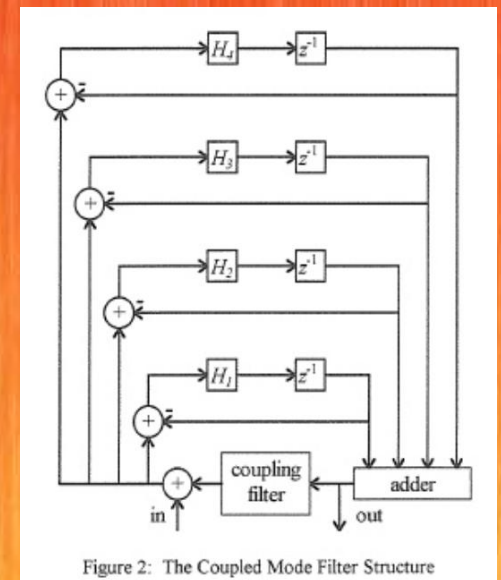 H4 z-1
+ -
H3 z-1
+ -
H2 z-1
+ -
H1 z-1
+ -
coupling
filter
adder
+
in
out
Figure 2: The Coupled Mode Filter Structure